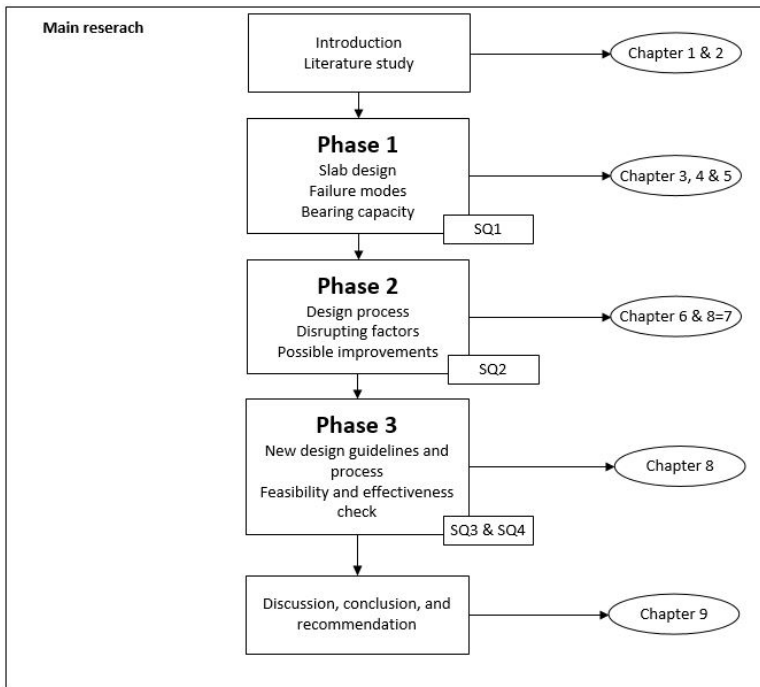 Main reserach
Introduction
Literature study
Chapter 1 & 2
Phase 1
Slab design
Failure modes
Bearing capacity
Chapter 3, 4 & 5
SQ1
Phase 2
Design process
Disrupting factors
Possible improvements
Chapter 6 & 8=7
SQ2
Phase 3
New design guidelines and
process
Feasibility and effectiveness
check
Chapter 8
SQ3 & SQ4
Discussion, conclusion, and
recommendation
Chapter 9